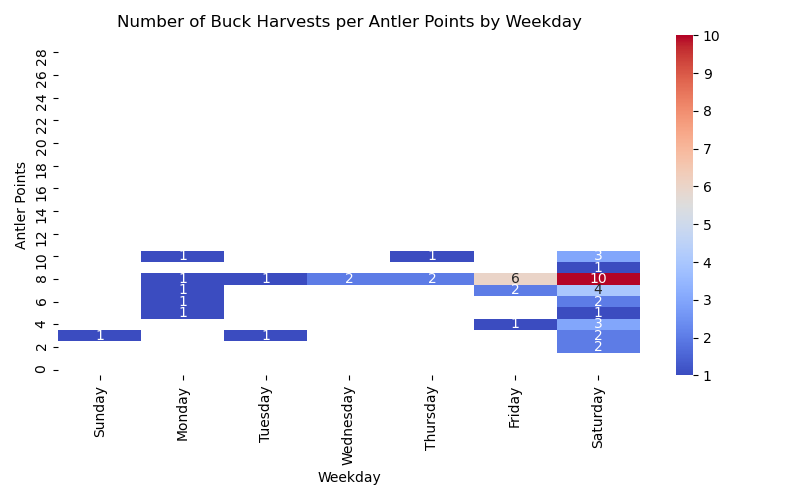 Number of Buck Harvests per Antler Points by Weekday
Antler Points
28
26
24
22
20
18
16
14
12
10
8
6
4
2
0
1 1 3
1
1 1 2 2 6 10
1 2 4
1 2
1 1
1 3
1 1 2
2
Sunday
Monday
Tuesday
Wednesday
Thursday
Friday
Saturday
Weekday
10
9
8
7
6
5
4
3
2
1